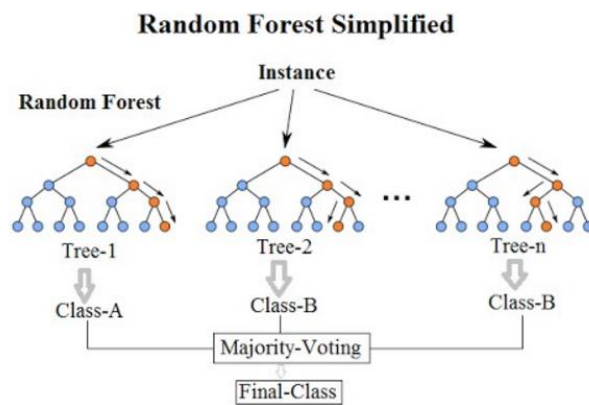 Random Forest Simplified
Instance
Random Forest
Tree-1
Tree-2
Tree-n
Class-A
Class-B
Class-B
Majority-Voting
Final-Class